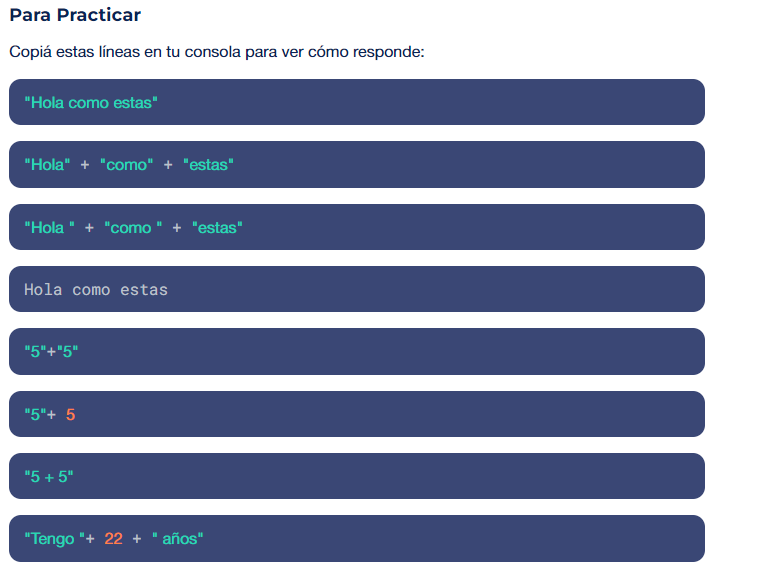 Para Practicar
Copiá estas líneas en tu consola para ver cómo responde:
"Hola como estas"
"Hola" + "como" + "estas"
"Hola " + "como " + "estas"
Hola como estas
"5"+"5"
"5"+ 5
"5 + 5"
"Tengo "+ 22 + " años"